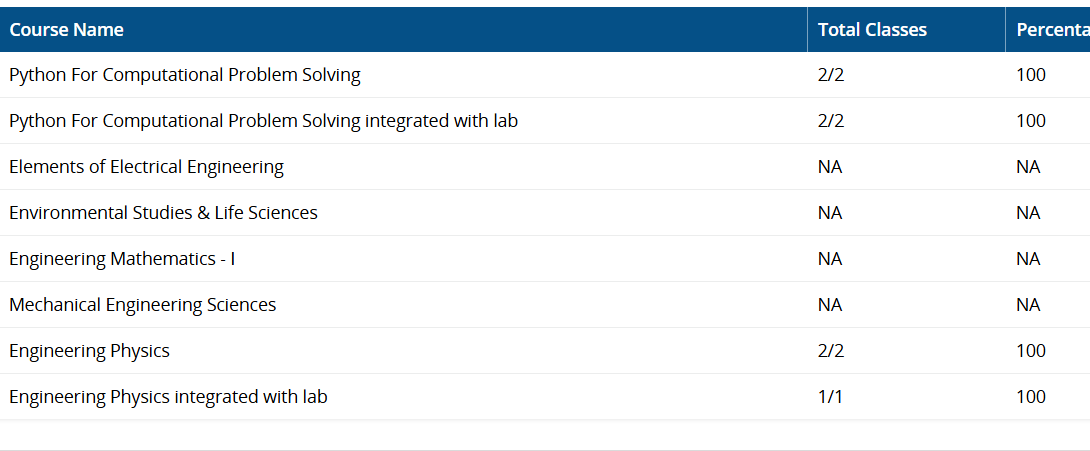 Course Name Total Classes Percenta
Python For Computational Problem Solving 2/2 100
Python For Computational Problem Solving integrated with lab 2/2 100
Elements of Electrical Engineering NA NA
Environmental Studies & Life Sciences NA NA
Engineering Mathematics - I NA NA
Mechanical Engineering Sciences NA NA
Engineering Physics 2/2 100
Engineering Physics integrated with lab 1/1 100